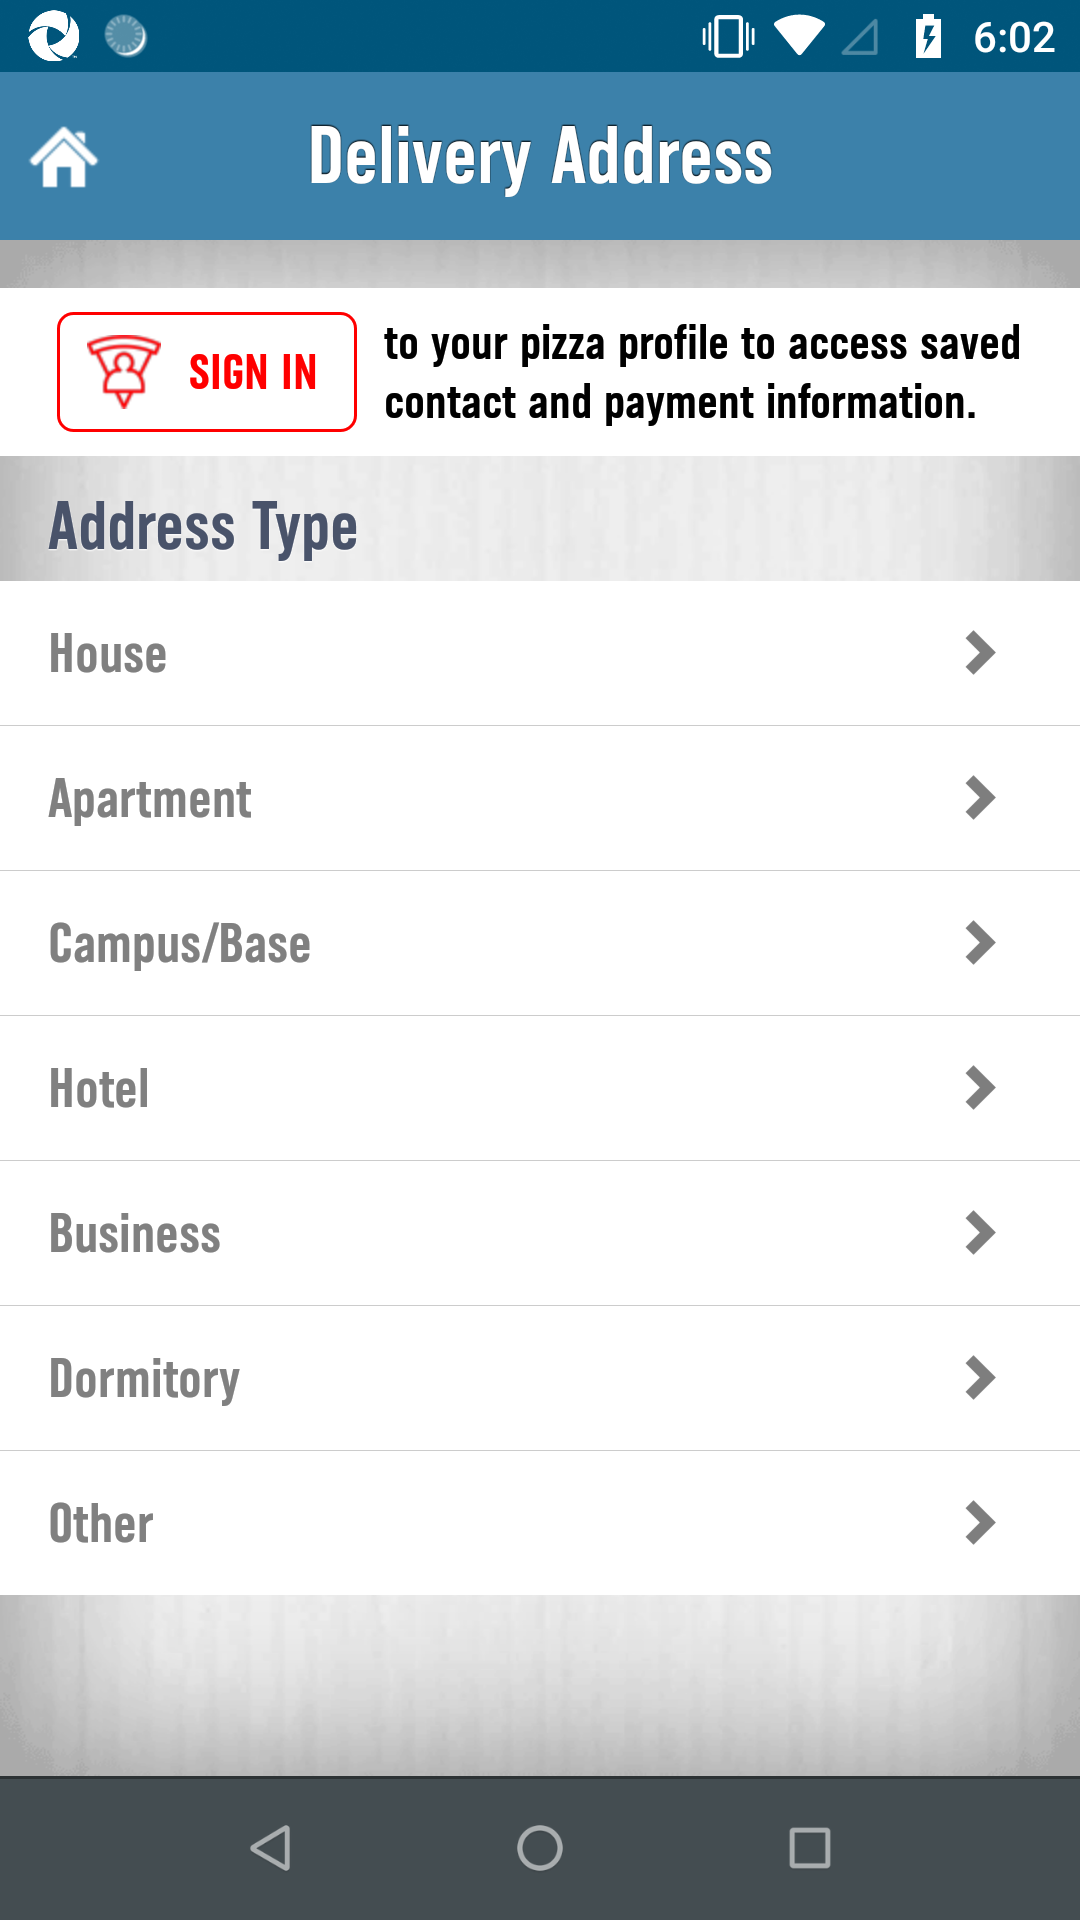 6:02
Delivery Address
SIGN IN
to your pizza profile to access saved
contact and payment information.
Address Type
House
Apartment
Campus/Base
Hotel
Business
Dormitory
Other